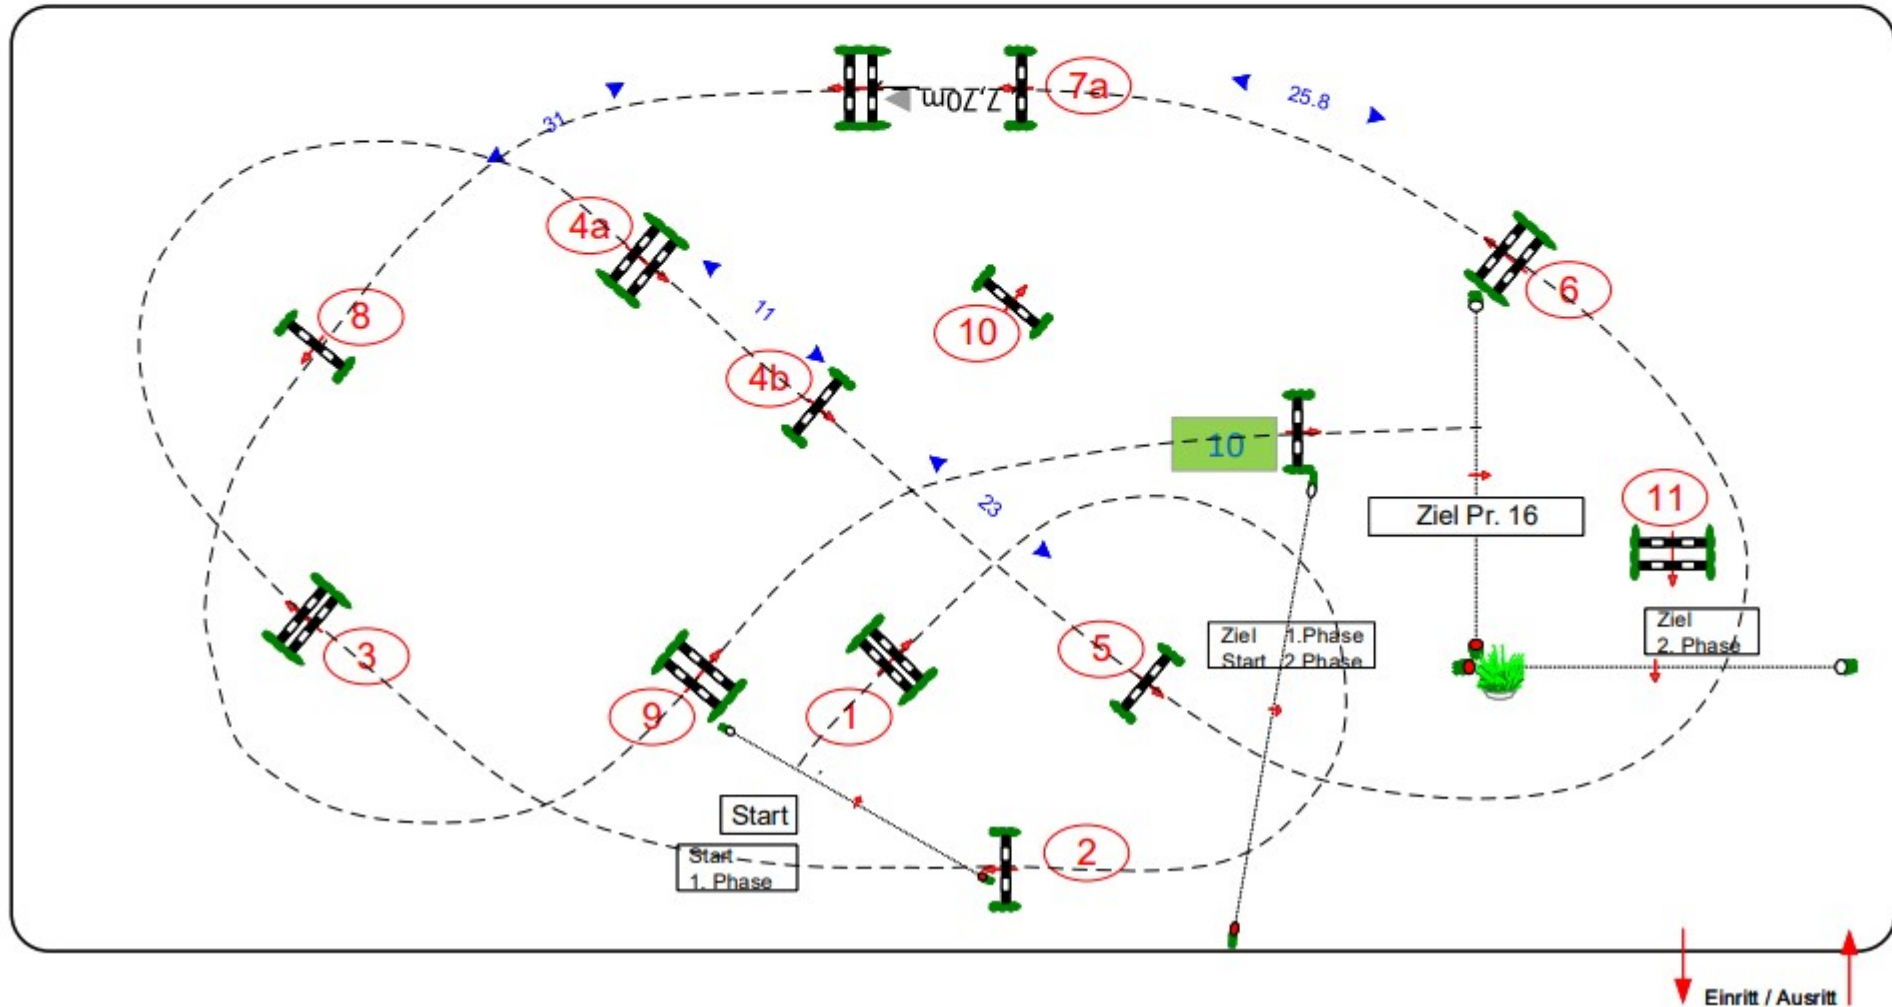 7a
7,70m
25.8
31
4a
6
8
11
10
4b
10
23
11
Ziel Pr. 16
Ziel 1.Phase
Start 2.Phase
Ziel
2. Phase
3
5
9
1
Start
Start
1. Phase
2
Einritt / Ausritt